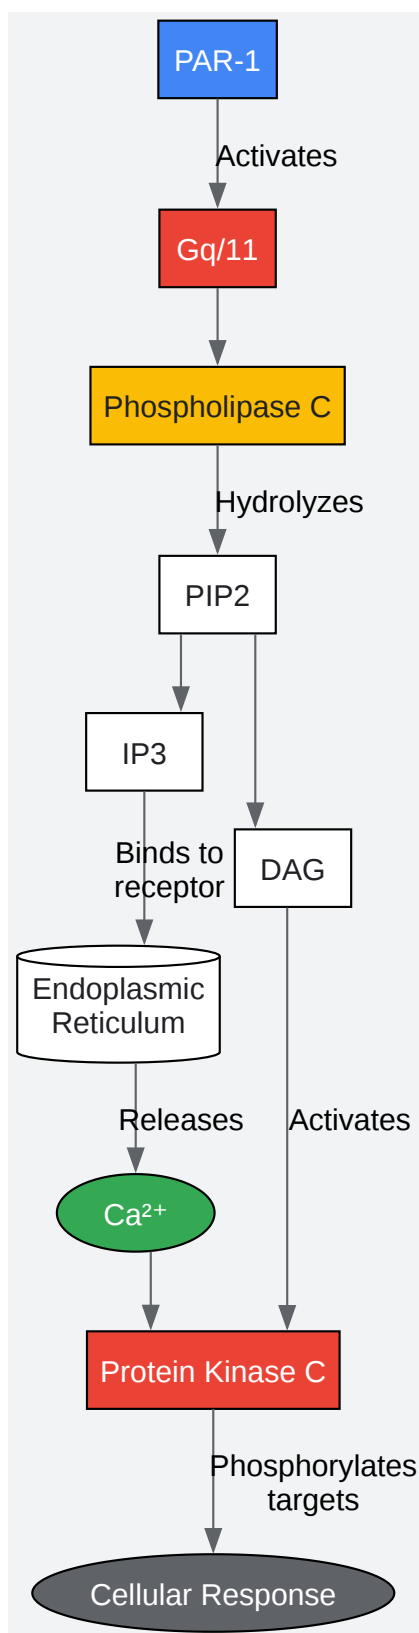 PAR-1
Activates
Gq/11
Phospholipase C
Hydrolyzes
PIP2
IP3
Binds to
receptor
DAG
Endoplasmic
Reticulum
Releases
Activates
Ca²⁺
Protein Kinase C
Phosphorylates
targets
Cellular Response